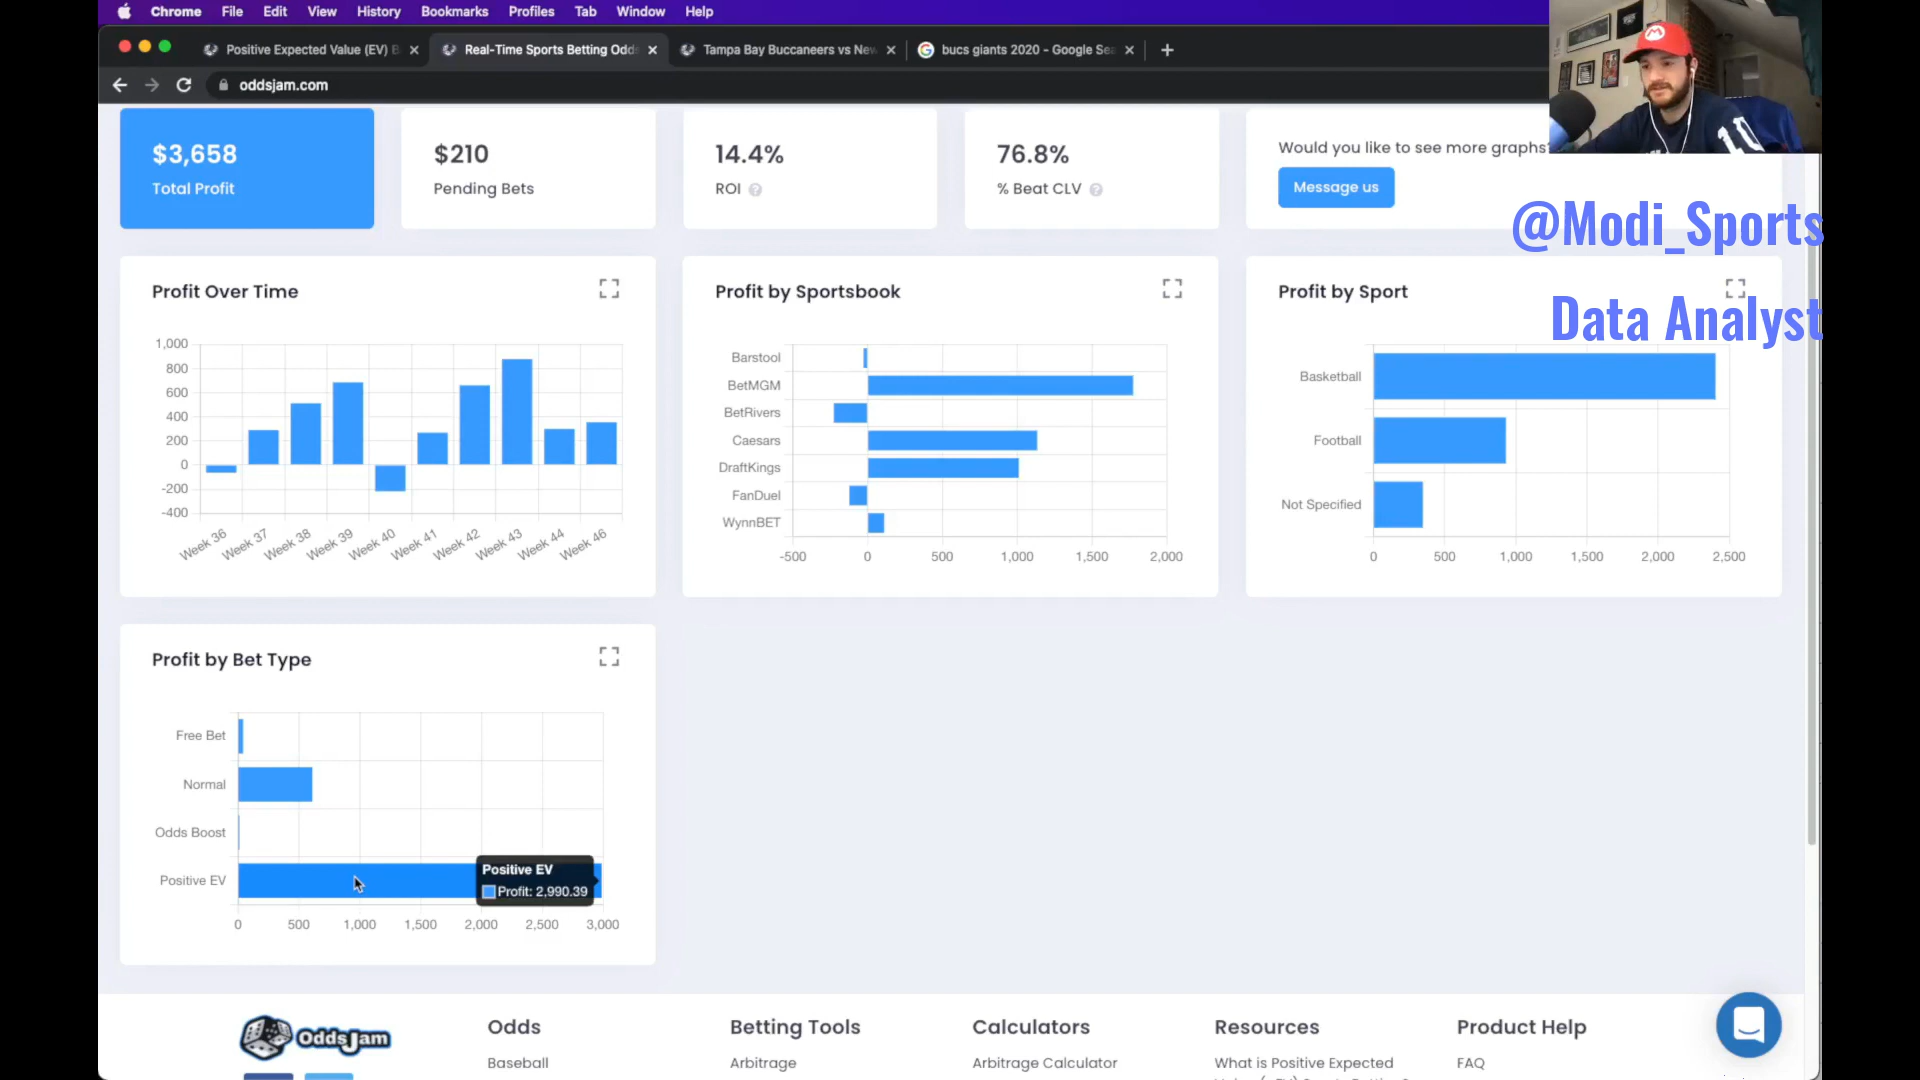 Chrome File Edit View History Bookmarks Profiles Tab Window Help
Positive Expected Value (EV) B
Real-Time Sports Betting Odds
Tampa Bay Buccaneers vs New
bucs giants 2020 - Google Sea
oddsjam.com
$3,658
Total Profit
$210
Pending Bets
14.4%
ROI ?
76.8%
% Beat CLV ?
Would you like to see more graphs?
Message us
@Modi_Sports
Data Analyst
Profit Over Time
1,000
800
600
400
200
0
-200
-400
Week 36 Week 37 Week 38 Week 39 Week 40 Week 41 Week 42 Week 43 Week 44 Week 46
Profit by Sportsbook
Barstool
BetMGM
BetRivers
Caesars
DraftKings
FanDuel
WynnBET
-500 0 500 1,000 1,500 2,000
Profit by Sport
Basketball
Football
Not Specified
0 500 1,000 1,500 2,000 2,500
Profit by Bet Type
Free Bet
Normal
Odds Boost
Positive EV
Positive EV
Profit: 2,990.39
0 500 1,000 1,500 2,000 2,500 3,000
OddsJam
Odds
Baseball
Betting Tools
Arbitrage
Calculators
Arbitrage Calculator
Resources
What is Positive Expected
Product Help
FAQ